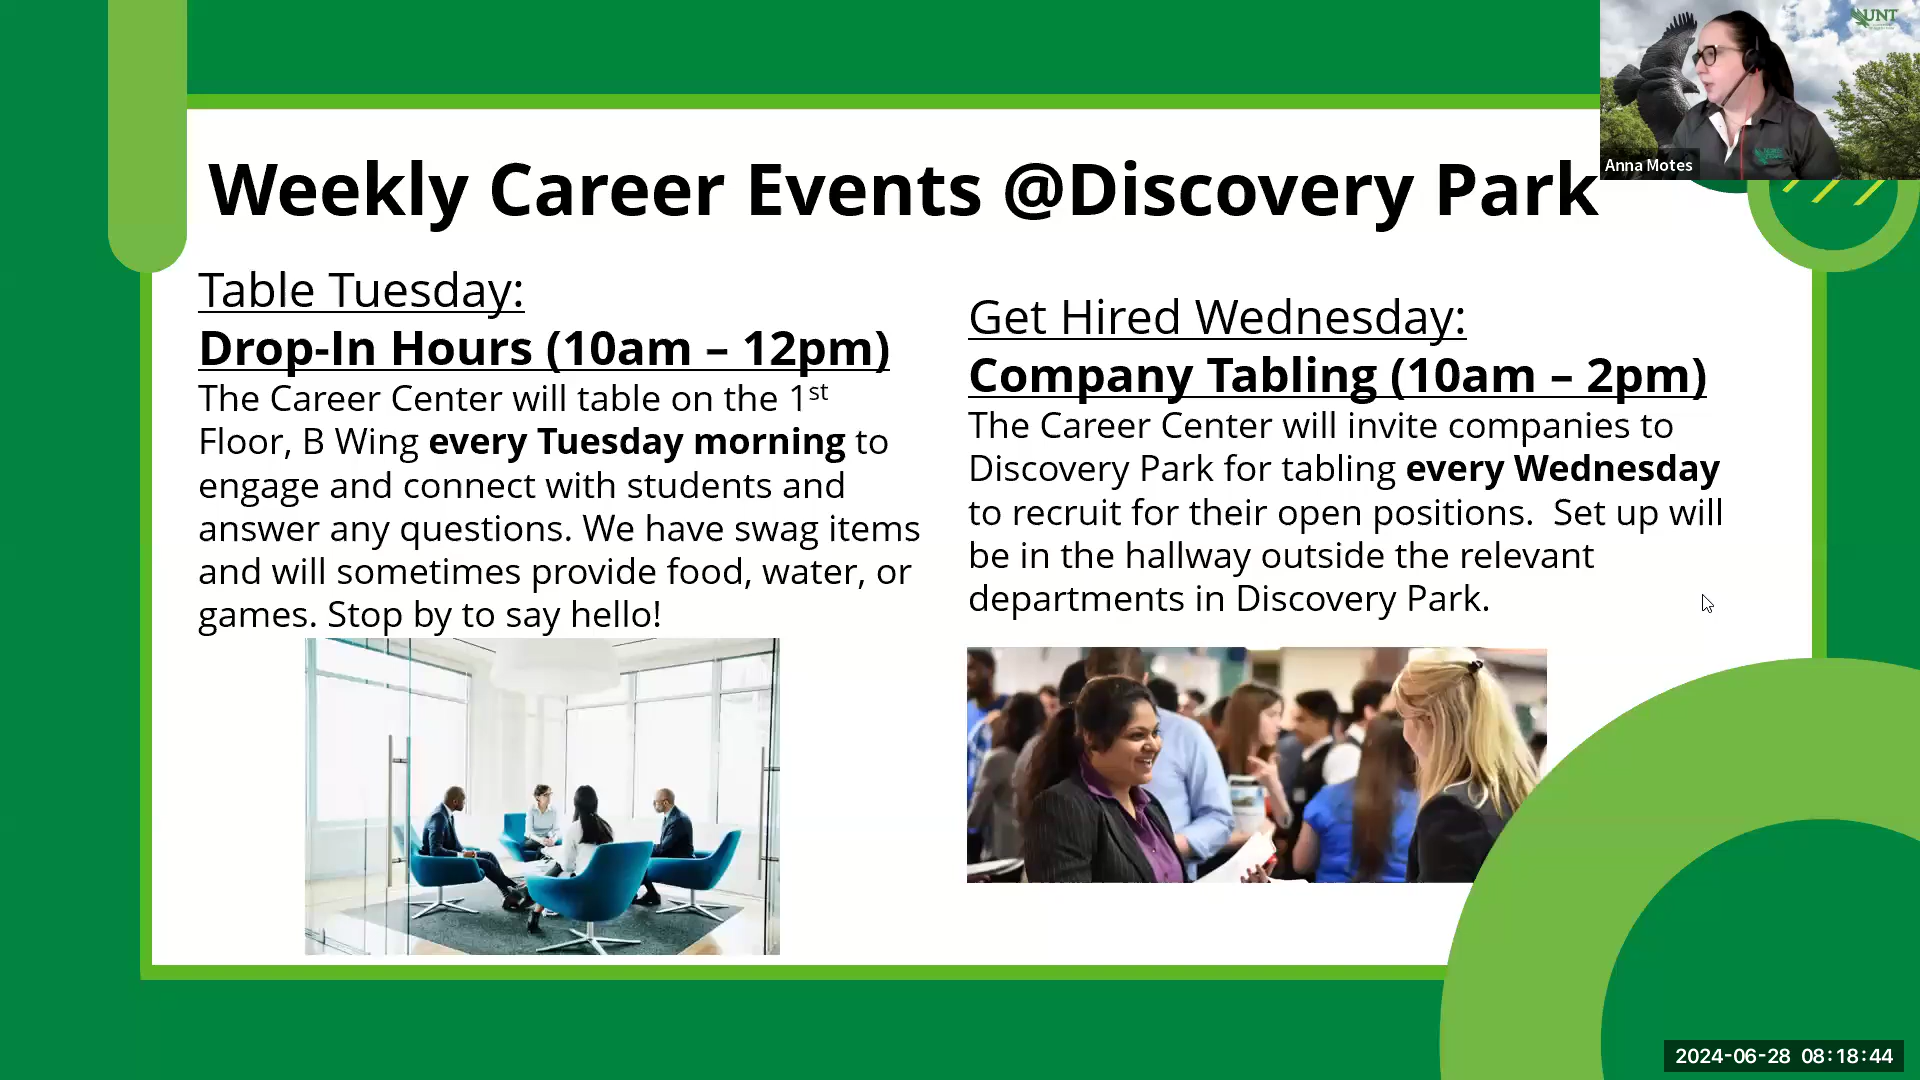 UNT
Anna Motes
Weekly Career Events @Discovery Park
Table Tuesday:
Drop-In Hours (10am – 12pm)
The Career Center will table on the 1st
Floor, B Wing every Tuesday morning to
engage and connect with students and
answer any questions. We have swag items
and will sometimes provide food, water, or
games. Stop by to say hello!
Get Hired Wednesday:
Company Tabling (10am – 2pm)
The Career Center will invite companies to
Discovery Park for tabling every Wednesday
to recruit for their open positions.  Set up will
be in the hallway outside the relevant
departments in Discovery Park.
2024-06-28 08:18:44